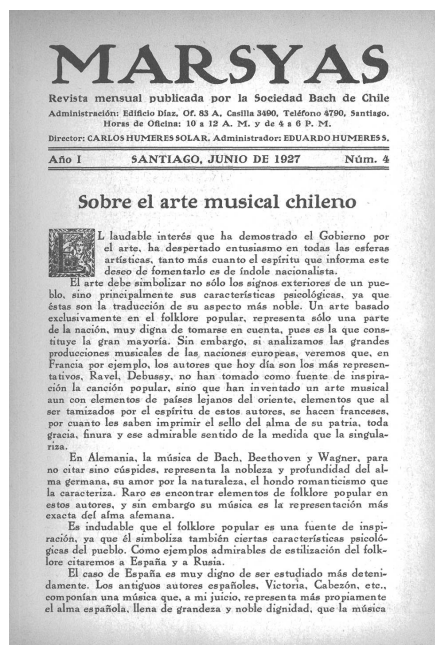 MARSYAS
Revista mensual publicada por la Sociedad Bach de Chile
Administración: Edificio Díaz, Of. 83 A, Casilla 3490, Teléfono 4790, Santiago.
Horas de Oficina: 10 a 12 A. M. y de 4 a 6 P. M.
Director: CARLOS HUMERES SOLAR, Administrador: EDUARDO HUMERES S.
Año I SANTIAGO, JUNIO DE 1927 Núm. 4
Sobre el arte musical chileno
EL laudable interés que ha demostrado el Gobierno por
el arte, ha despertado entusiasmo en todas las esferas
artísticas, tanto más cuanto el espíritu que informa este
deseo de fomentarlo es de índole nacionalista.
El arte debe simbolizar no sólo los signos exteriores de un pue-
blo, sino principalmente sus características psicológicas, ya que
éstas son la traducción de su aspecto más noble. Un arte basado
exclusivamente en el folklore popular, representa sólo una parte
de la nación, muy digna de tomarse en cuenta, pues es la que cons-
tituye la gran mayoría. Sin embargo, si analizamos las grandes
producciones musicales de las naciones europeas, veremos que, en
Francia por ejemplo, los autores que hoy día son los más represen-
tativos, Ravel, Debussy, no han tomado como fuente de inspira-
ción la canción popular, sino que han inventado un arte musical
aun con elementos de países lejanos del oriente, elementos que al
ser tamizados por el espíritu de estos autores, se hacen franceses,
por cuanto les saben imprimir el sello del alma de su patria, toda
gracia, finura y ese admirable sentido de la medida que la singula-
riza.
En Alemania, la música de Bach, Beethoven y Wagner, para
no citar sino cúspides, representa la nobleza y profundidad del al-
ma germana, su amor por la naturaleza, el hondo romanticismo que
la caracteriza. Raro es encontrar elementos de folklore popular en
estos autores, y sin embargo su música es la representación más
exacta del alma alemana.
Es indudable que el folklore popular es una fuente de inspi-
ración, ya que él simboliza también ciertas características psicoló-
gicas del pueblo. Como ejemplos admirables de estilización del folk-
lore citaremos a España y a Rusia.
El caso de España es muy digno de ser estudiado más deteni-
damente. Los antiguos autores españoles, Victoria, Cabezón, etc.,
componían una música que, a mi juicio, representa más propiamente
el alma española, llena de grandeza y noble dignidad, que la música